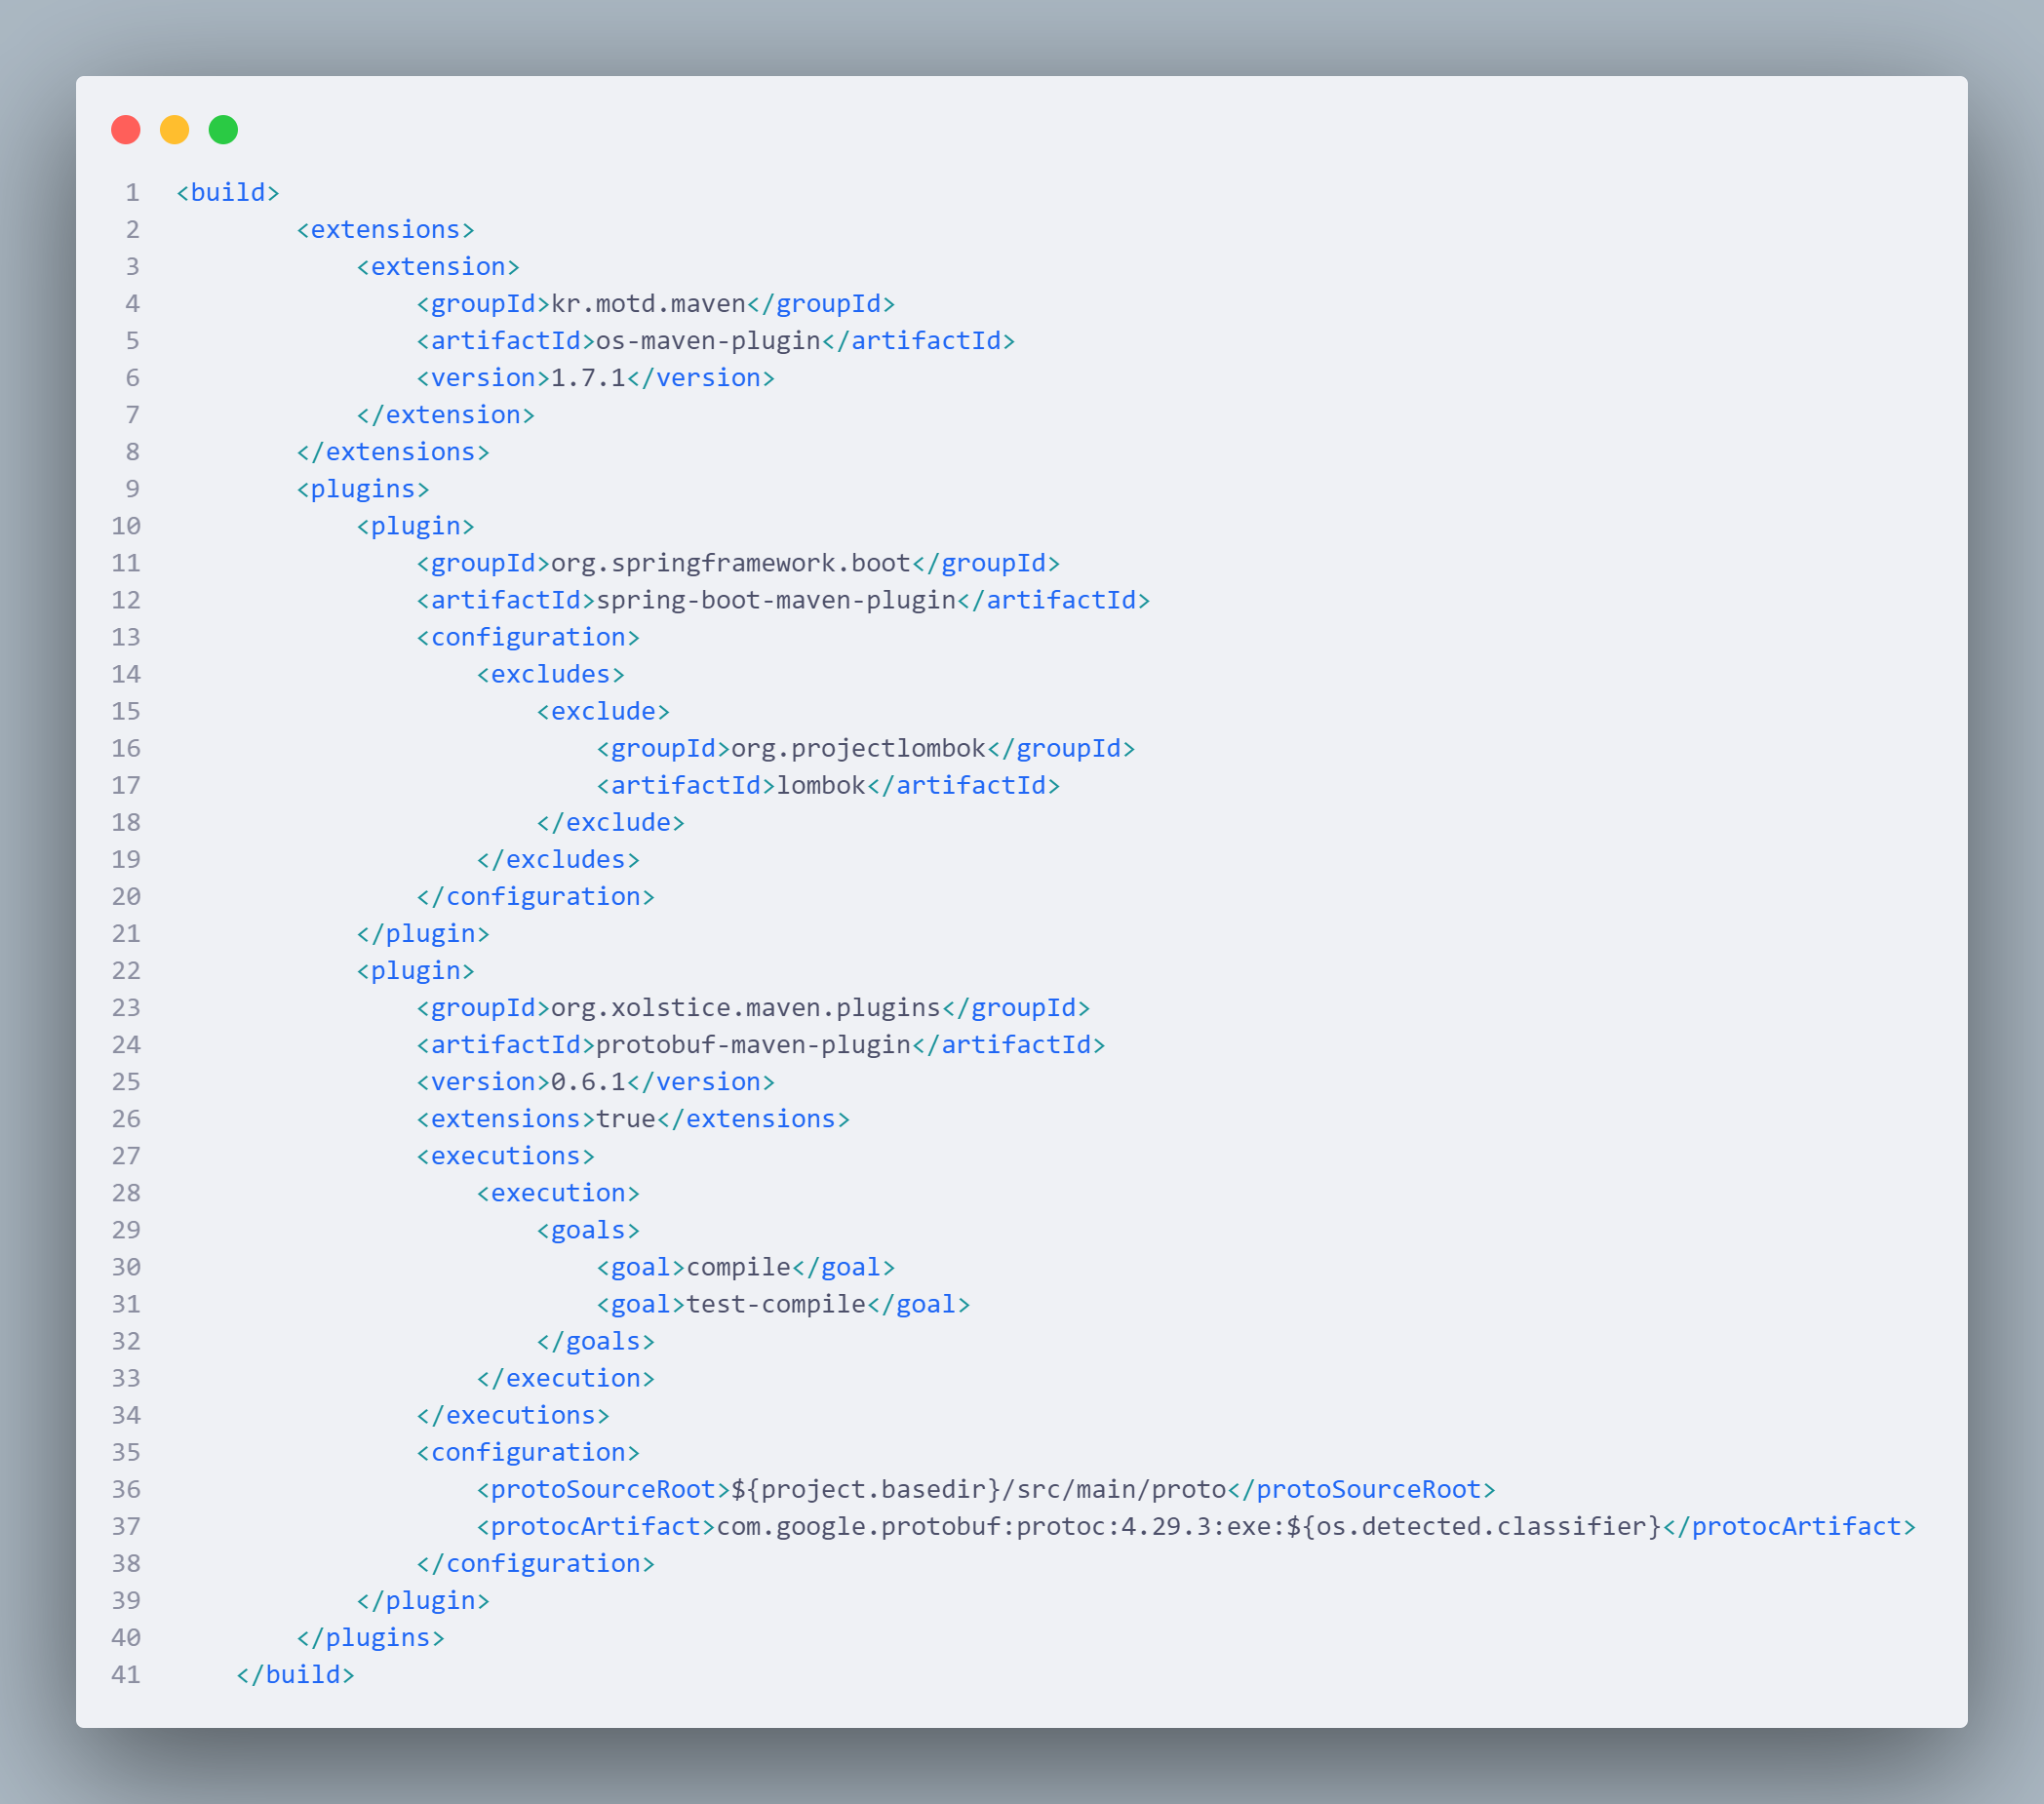 1 <build>
2         <extensions>
3             <extension>
4                 <groupId>kr.motd.maven</groupId>
5                 <artifactId>os-maven-plugin</artifactId>
6                 <version>1.7.1</version>
7             </extension>
8         </extensions>
9         <plugins>
10             <plugin>
11                 <groupId>org.springframework.boot</groupId>
12                 <artifactId>spring-boot-maven-plugin</artifactId>
13                 <configuration>
14                     <excludes>
15                         <exclude>
16                             <groupId>org.projectlombok</groupId>
17                             <artifactId>lombok</artifactId>
18                         </exclude>
19                     </excludes>
20                 </configuration>
21             </plugin>
22             <plugin>
23                 <groupId>org.xolstice.maven.plugins</groupId>
24                 <artifactId>protobuf-maven-plugin</artifactId>
25                 <version>0.6.1</version>
26                 <extensions>true</extensions>
27                 <executions>
28                     <execution>
29                         <goals>
30                             <goal>compile</goal>
31                             <goal>test-compile</goal>
32                         </goals>
33                     </execution>
34                 </executions>
35                 <configuration>
36                     <protoSourceRoot>${project.basedir}/src/main/proto</protoSourceRoot>
37                     <protocArtifact>com.google.protobuf:protoc:4.29.3:exe:${os.detected.classifier}</protocArtifact>
38                 </configuration>
39             </plugin>
40         </plugins>
41     </build>